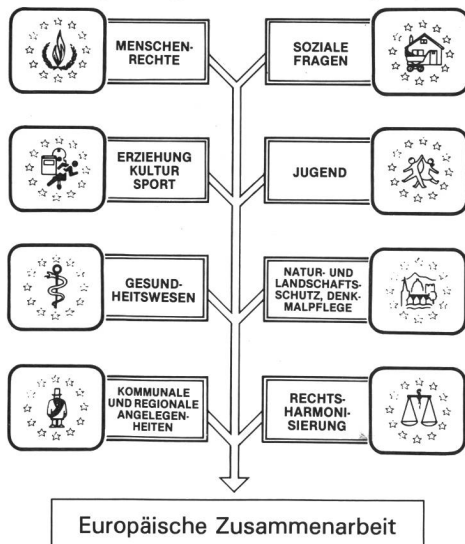 MENSCHEN-
RECHTE
SOZIALE
FRAGEN
ERZIEHUNG
KULTUR
SPORT
JUGEND
GESUND-
HEITSWESEN
NATUR- UND
LANDSCHAFTS-
SCHUTZ, DENK-
MALPFLEGE
KOMMUNALE
UND REGIONALE
ANGELEGEN-
HEITEN
RECHTS-
HARMONI-
SIERUNG
Europäische Zusammenarbeit